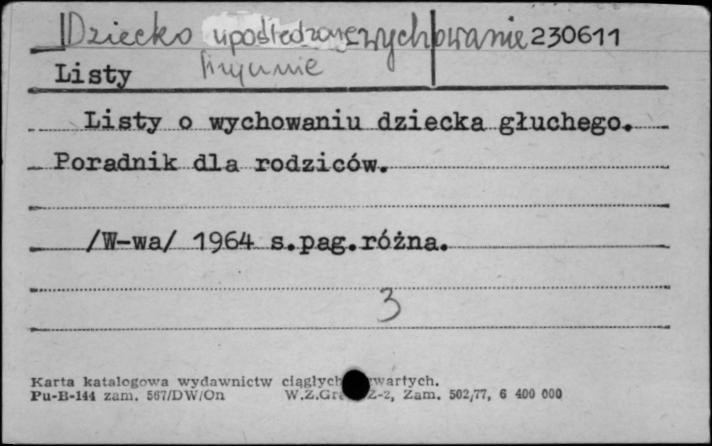 Dziecko upośledzone wychowanie 230611
Listy
Listy o wychowaniu dziecka głuchego.
Poradnik dla rodziców.
/W-wa/ 1964 s.pag.różna.
3
Karta katalogowa wydawnictw ciągłych wartych.
Pu-B-144 zam. 567/DW/On W.Z.Gra Z-2, Zam. 502/77, 6 400 000